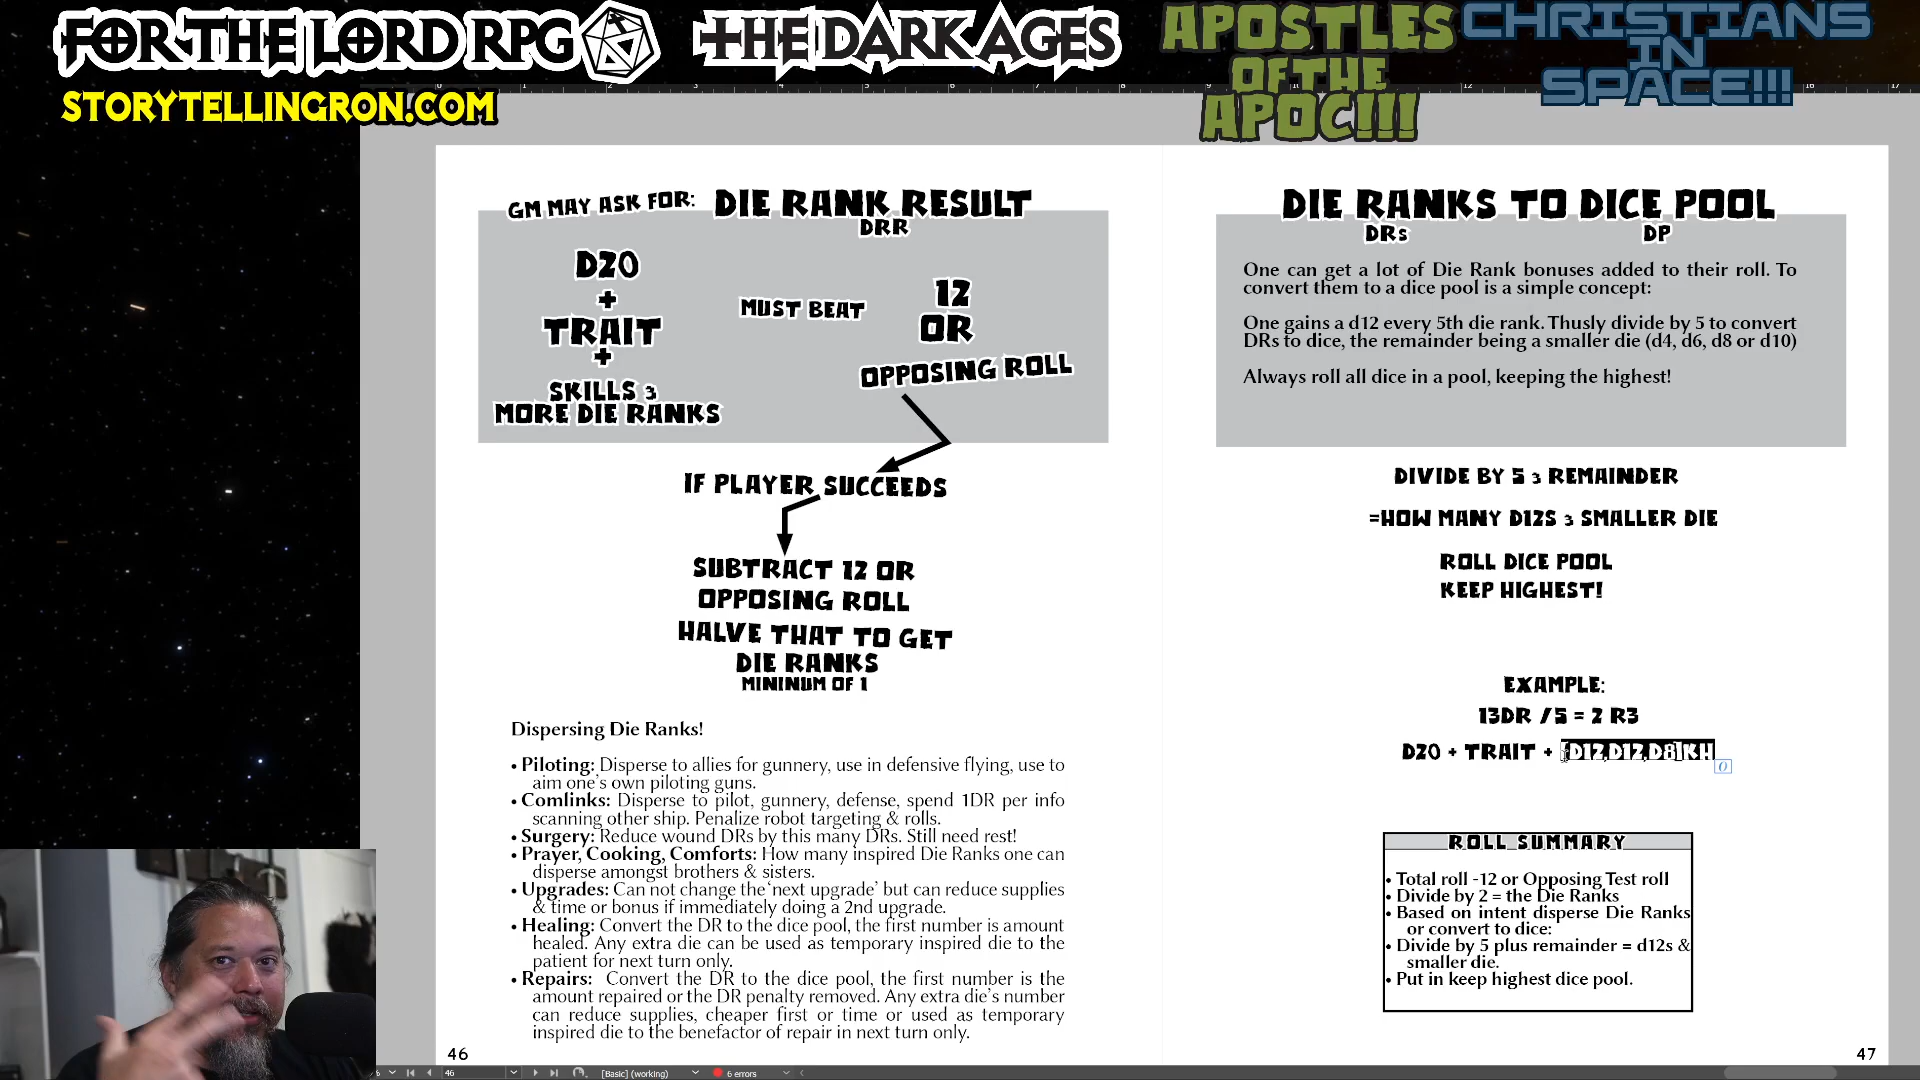 FOR THE LORD RPG
THE DARK AGES
APOSTLES
OF THE
APOC!!!
CHRISTIANS
IN
SPACE!!!
STORYTELLINGRON.COM
GM MAY ASK FOR: DIE RANK RESULT
DRR
D20
+
TRAIT
+
SKILLS &
MORE DIE RANKS
MUST BEAT
12
OR
OPPOSING ROLL
IF PLAYER SUCCEEDS
SUBTRACT 12 OR
OPPOSING ROLL
HALVE THAT TO GET
DIE RANKS
MININUM OF 1
Dispersing Die Ranks!
• Piloting: Disperse to allies for gunnery, use in defensive flying, use to
aim one's own piloting guns.
• Comlinks: Disperse to pilot, gunnery, defense, spend 1DR per info
scanning other ship. Penalize robot targeting & rolls.
• Surgery: Reduce wound DRs by this many DRs. Still need rest!
• Prayer, Cooking, Comforts: How many inspired Die Ranks one can
disperse amongst brothers & sisters.
• Upgrades: Can not change the 'next upgrade' but can reduce supplies
& time or bonus if immediately doing a 2nd upgrade.
• Healing: Convert the DR to the dice pool, the first number is amount
healed. Any extra die can be used as temporary inspired die to the
patient for next turn only.
• Repairs: Convert the DR to the dice pool, the first number is the
amount repaired or the DR penalty removed. Any extra die's number
can reduce supplies, cheaper first or time or used as temporary
inspired die to the benefactor of repair in next turn only.
46
DIE RANKS TO DICE POOL
DRs DP
One can get a lot of Die Rank bonuses added to their roll. To
convert them to a dice pool is a simple concept:
One gains a d12 every 5th die rank. Thusly divide by 5 to convert
DRs to dice, the remainder being a smaller die (d4, d6, d8 or d10)
Always roll all dice in a pool, keeping the highest!
DIVIDE BY 5 & REMAINDER
=HOW MANY D12S & SMALLER DIE
ROLL DICE POOL
KEEP HIGHEST!
EXAMPLE:
13DR /5 = 2 R3
D20 + TRAIT + [D12,D12,D8]KH
ROLL SUMMARY
• Total roll -12 or Opposing Test roll
• Divide by 2 = the Die Ranks
• Based on intent disperse Die Ranks
or convert to dice:
• Divide by 5 plus remainder = d12s &
smaller die.
• Put in keep highest dice pool.
47
46
[Basic] (working)
6 errors